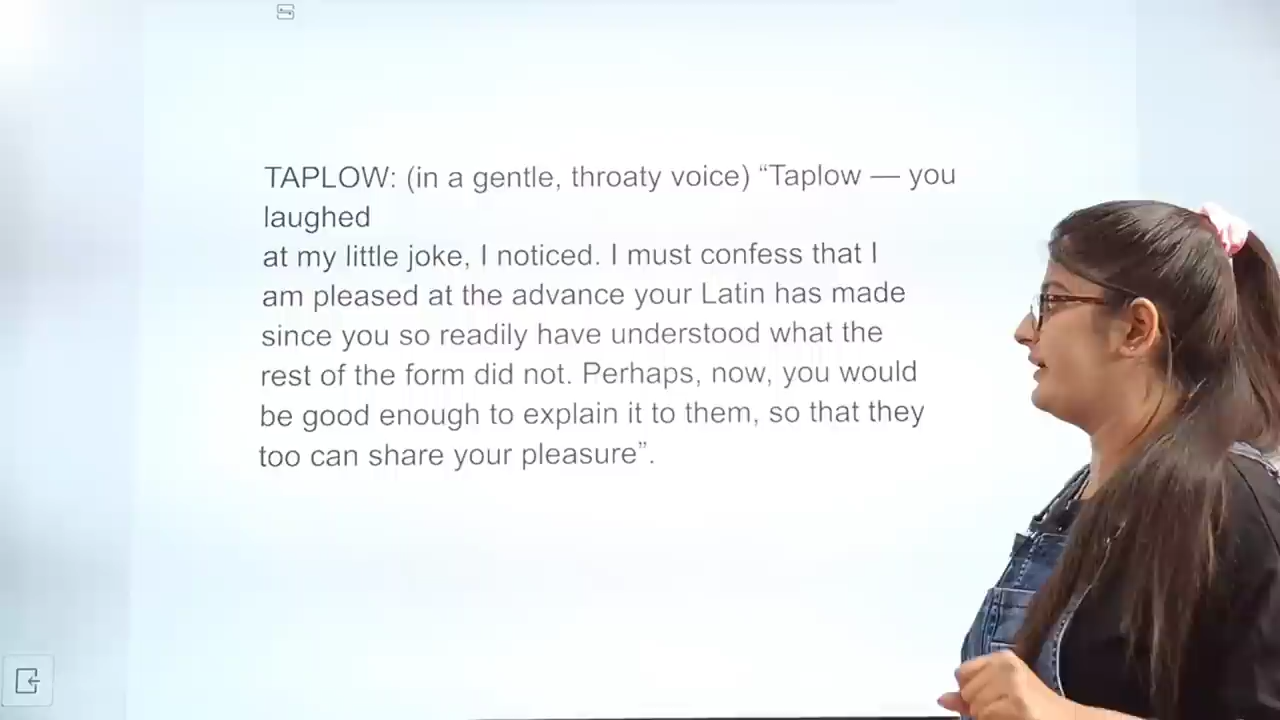 TAPLOW: (in a gentle, throaty voice) “Taplow — you
laughed
at my little joke, I noticed. I must confess that I
am pleased at the advance your Latin has made
since you so readily have understood what the
rest of the form did not. Perhaps, now, you would
be good enough to explain it to them, so that they
too can share your pleasure”.